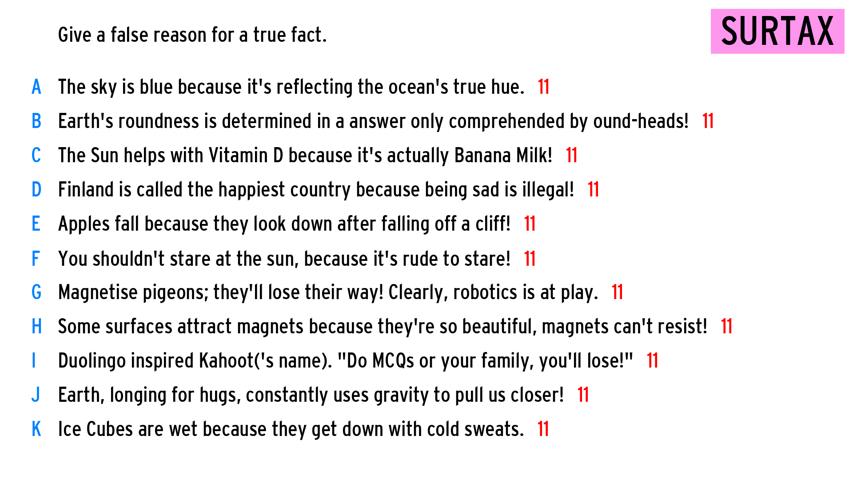 Give a false reason for a true fact.
SURTAX
A The sky is blue because it's reflecting the ocean's true hue. 11
B Earth's roundness is determined in a answer only comprehended by ound-heads! 11
C The Sun helps with Vitamin D because it's actually Banana Milk! 11
D Finland is called the happiest country because being sad is illegal! 11
E Apples fall because they look down after falling off a cliff! 11
F You shouldn't stare at the sun, because it's rude to stare! 11
G Magnetise pigeons; they'll lose their way! Clearly, robotics is at play. 11
H Some surfaces attract magnets because they're so beautiful, magnets can't resist! 11
I Duolingo inspired Kahoot('s name). "Do MCQs or your family, you'll lose!" 11
J Earth, longing for hugs, constantly uses gravity to pull us closer! 11
K Ice Cubes are wet because they get down with cold sweats. 11